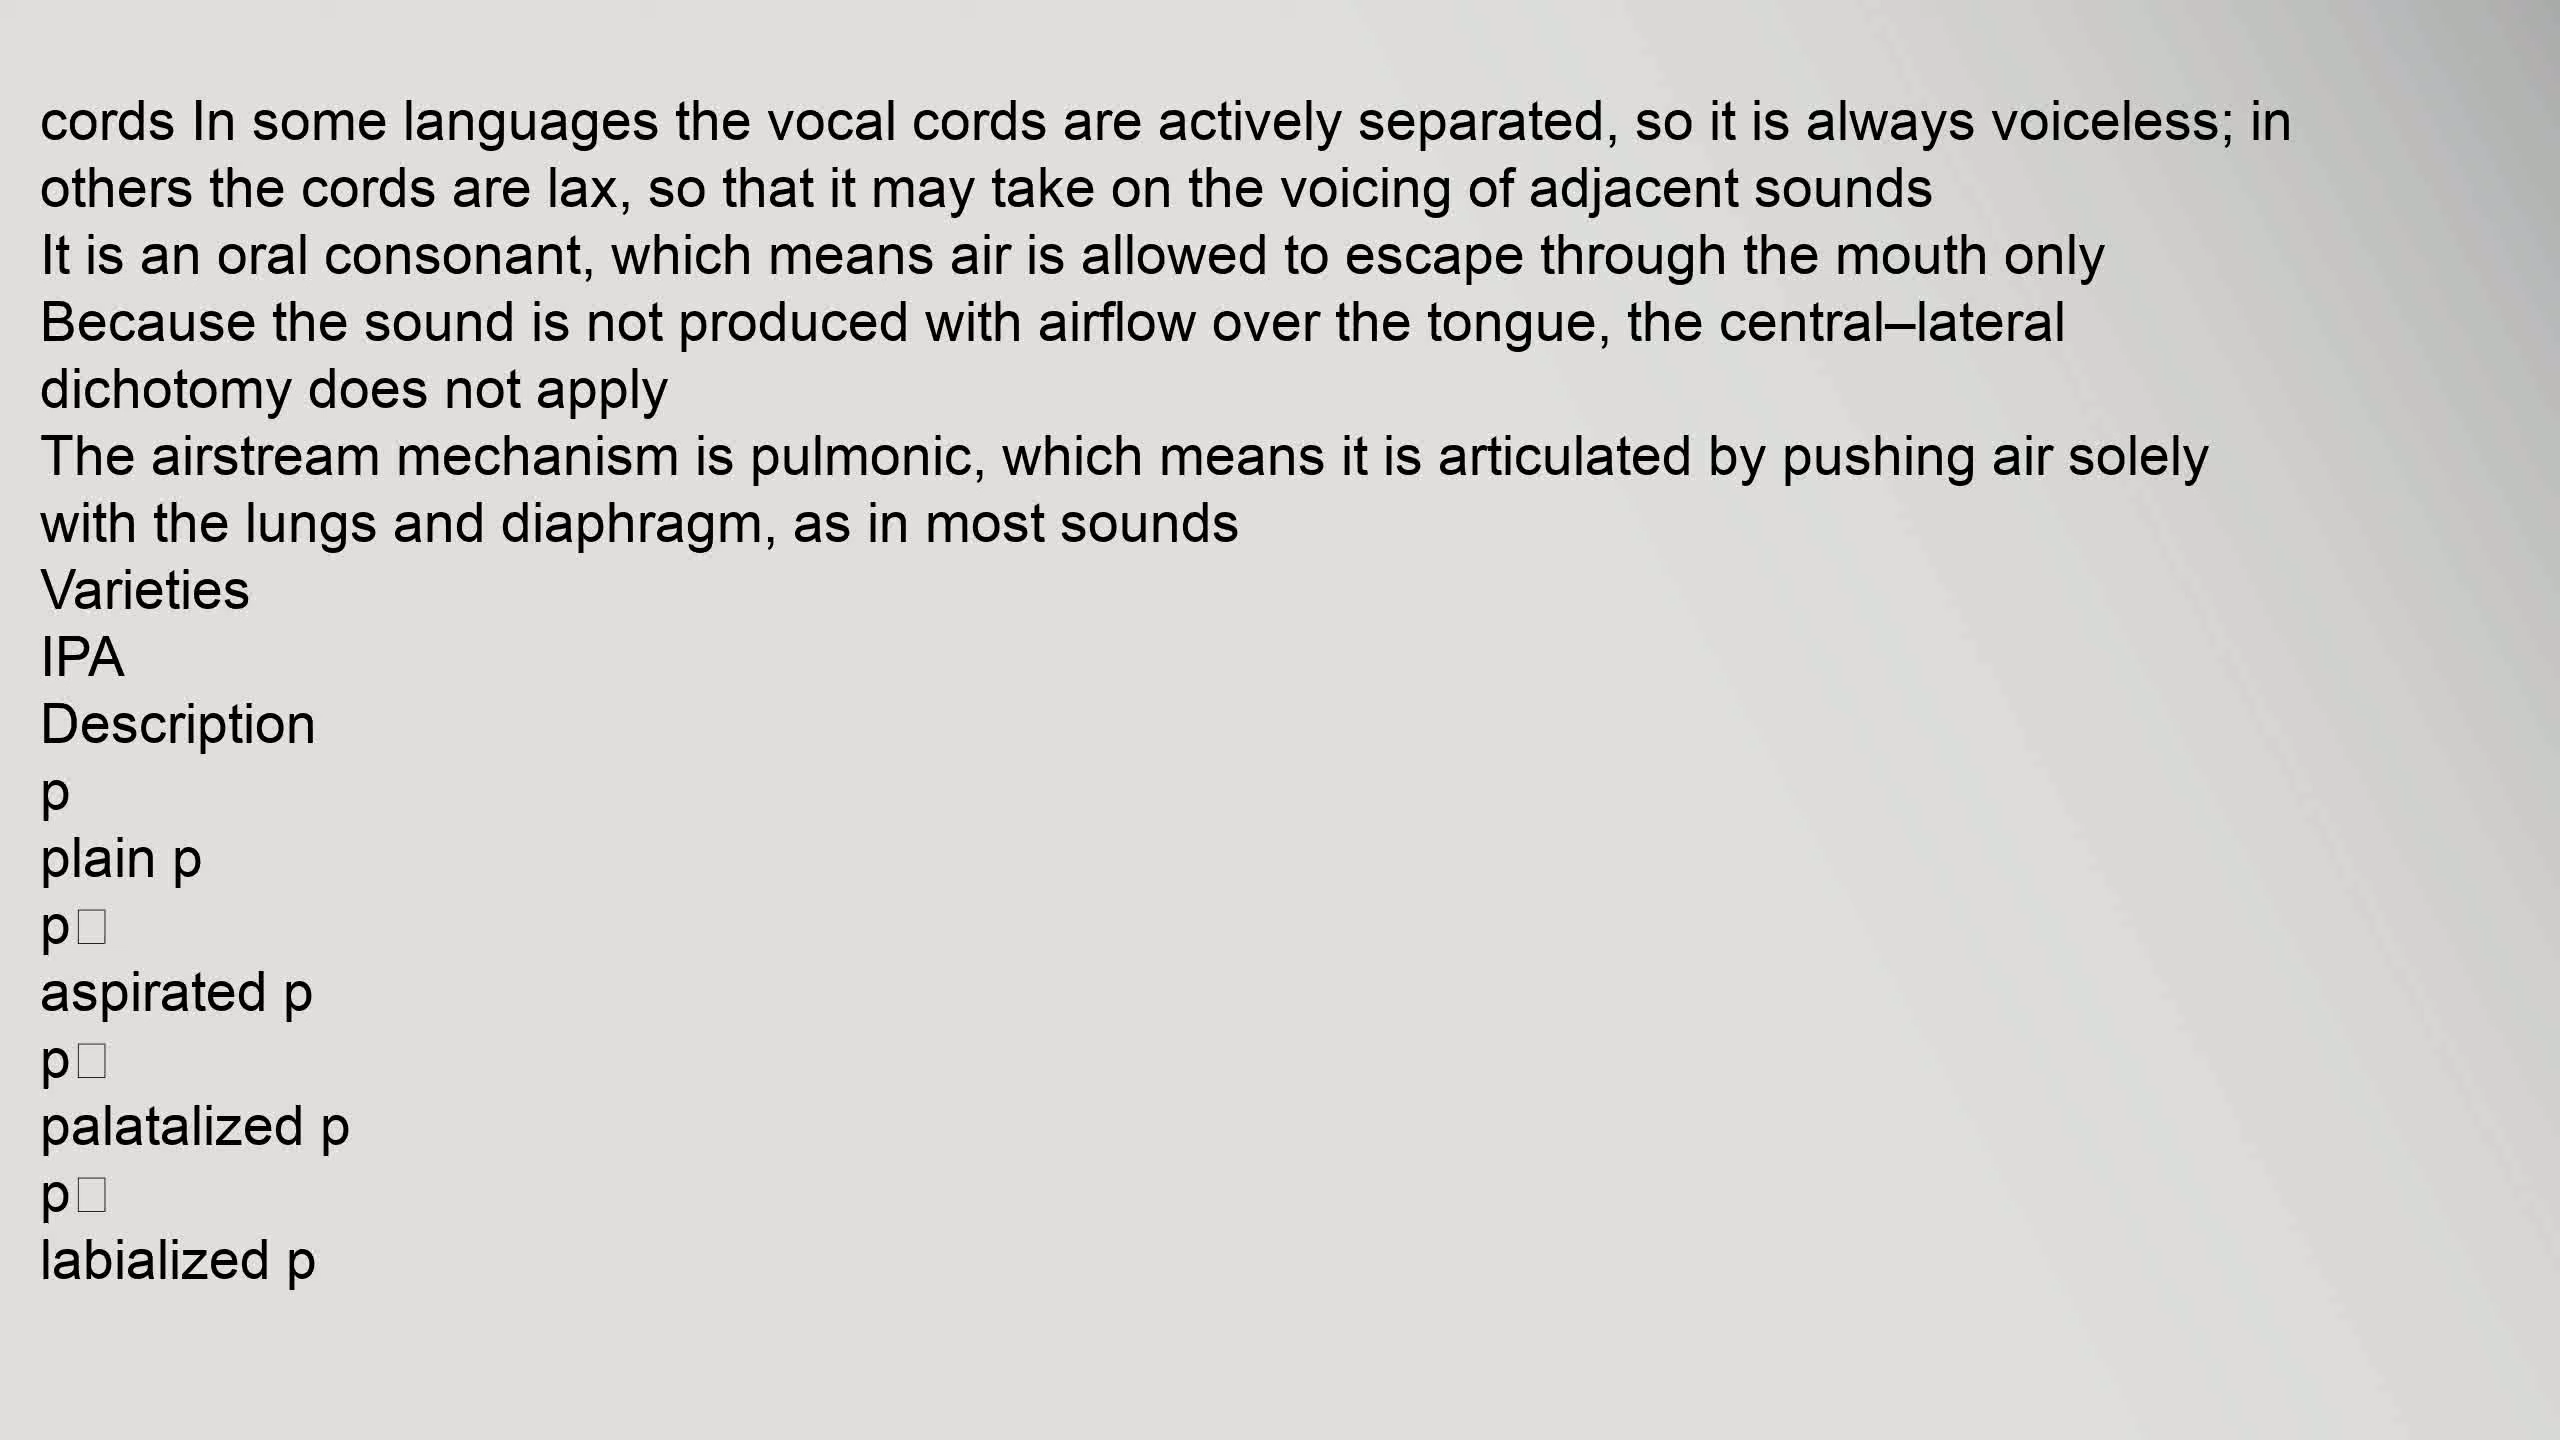 cords In some languages the vocal cords are actively separated, so it is always voiceless; in
others the cords are lax, so that it may take on the voicing of adjacent sounds
It is an oral consonant, which means air is allowed to escape through the mouth only
Because the sound is not produced with airflow over the tongue, the central–lateral
dichotomy does not apply
The airstream mechanism is pulmonic, which means it is articulated by pushing air solely
with the lungs and diaphragm, as in most sounds
Varieties
IPA
Description
p
plain p
p□
aspirated p
p□
palatalized p
p□
labialized p